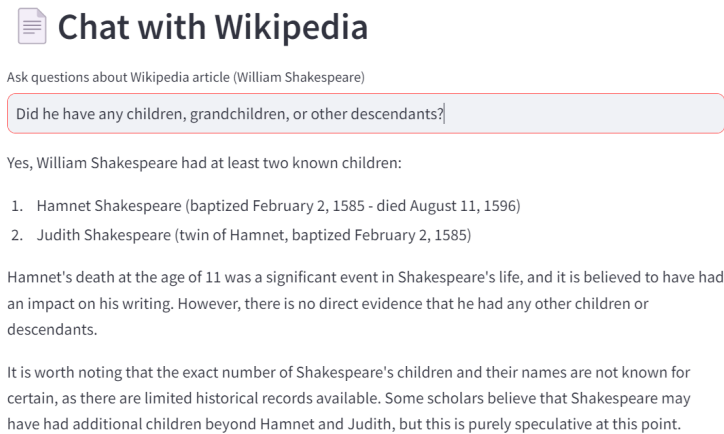 Chat with Wikipedia
Ask questions about Wikipedia article (William Shakespeare)
Did he have any children, grandchildren, or other descendants?
Yes, William Shakespeare had at least two known children:
1. Hamnet Shakespeare (baptized February 2, 1585 - died August 11, 1596)
2. Judith Shakespeare (twin of Hamnet, baptized February 2, 1585)
Hamnet's death at the age of 11 was a significant event in Shakespeare's life, and it is believed to have had
an impact on his writing. However, there is no direct evidence that he had any other children or
descendants.
It is worth noting that the exact number of Shakespeare's children and their names are not known for
certain, as there are limited historical records available. Some scholars believe that Shakespeare may
have had additional children beyond Hamnet and Judith, but this is purely speculative at this point.